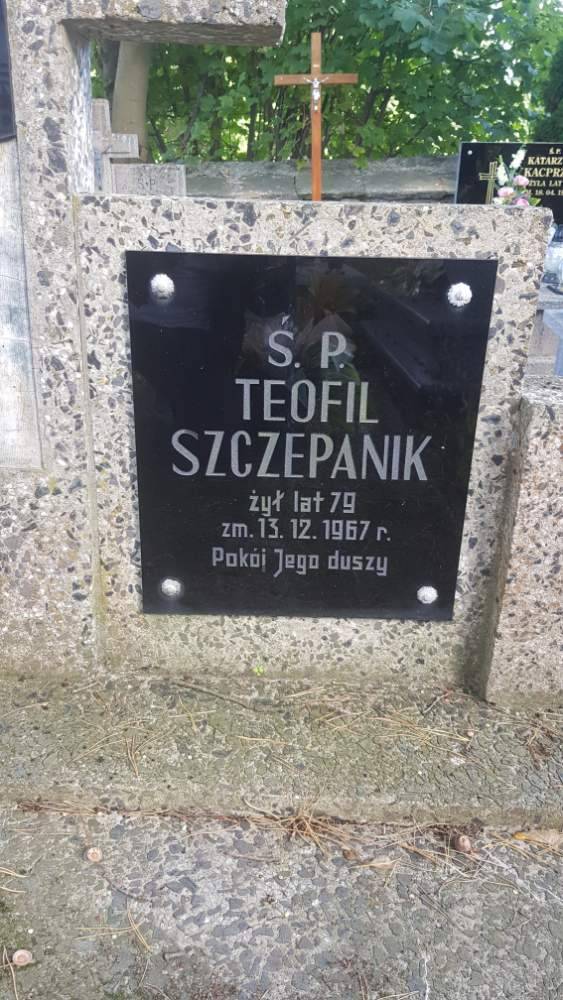 Ś. P.
TEOFIL
SZCZEPANIK
żył lat 79
zm. 13. 12. 1967 r.
Pokój Jego duszy
Ś.P.